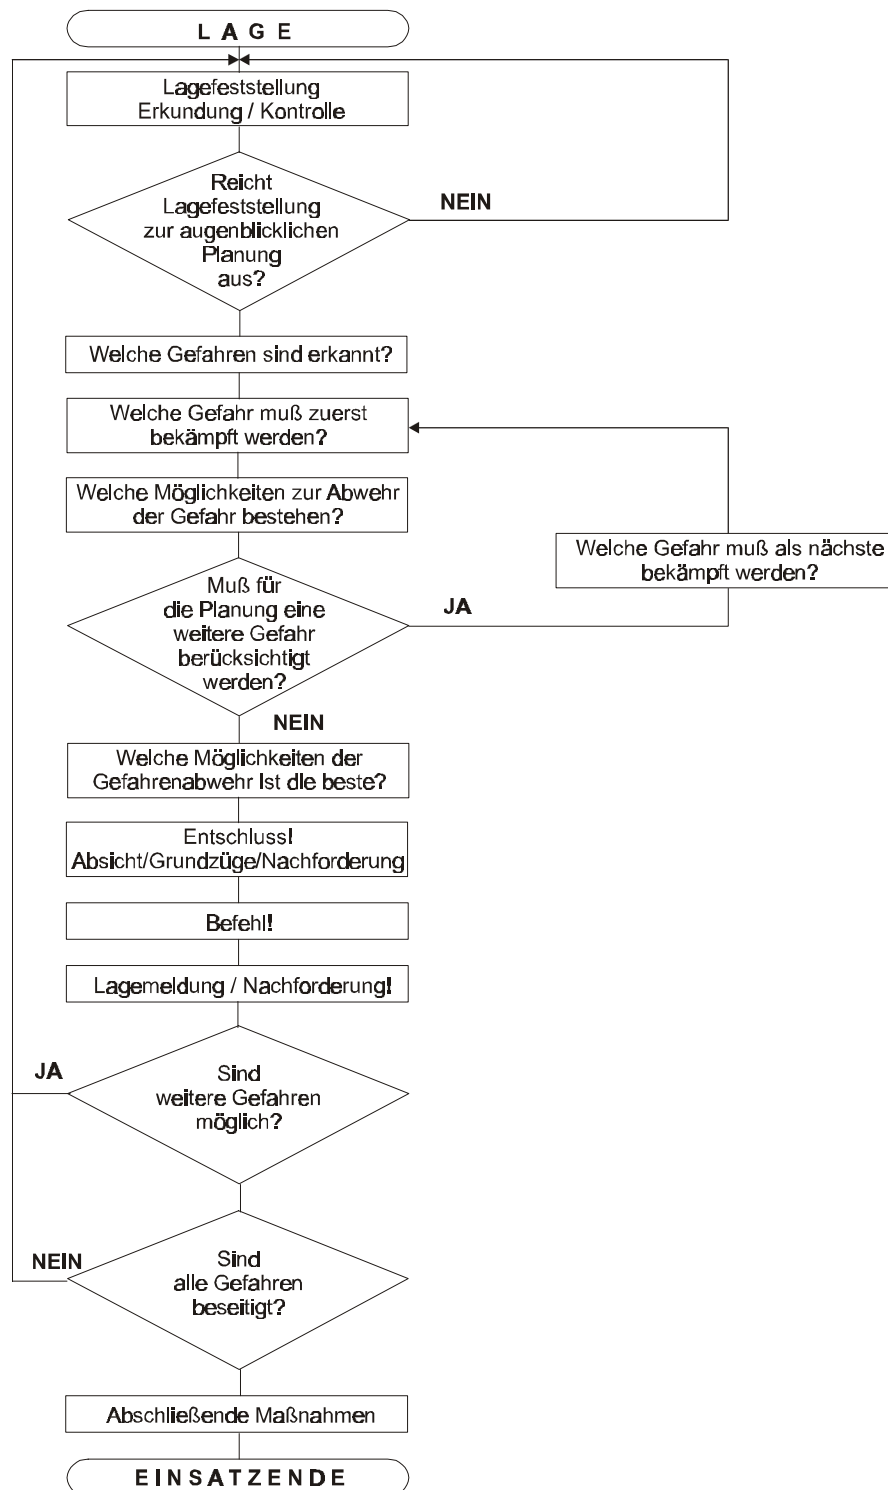 L A G E
Lagefeststellung
Erkundung / Kontrolle
Reicht
Lagefeststellung
zur augenblicklichen
Planung
aus?
NEIN
Welche Gefahren sind erkannt?
Welche Gefahr muß zuerst
bekämpft werden?
Welche Möglichkeiten zur Abwehr
der Gefahr bestehen?
Welche Gefahr muß als nächste
bekämpft werden?
Muß für
die Planung eine
weitere Gefahr
berücksichtigt
werden?
JA
NEIN
Welche Möglichkeiten der
Gefahrenabwehr ist die beste?
Entschluss!
Absicht/Grundzüge/Nachforderung
Befehl!
Lagemeldung / Nachforderung!
JA
Sind
weitere Gefahren
möglich?
NEIN
Sind
alle Gefahren
beseitigt?
Abschließende Maßnahmen
E I N S A T Z E N D E